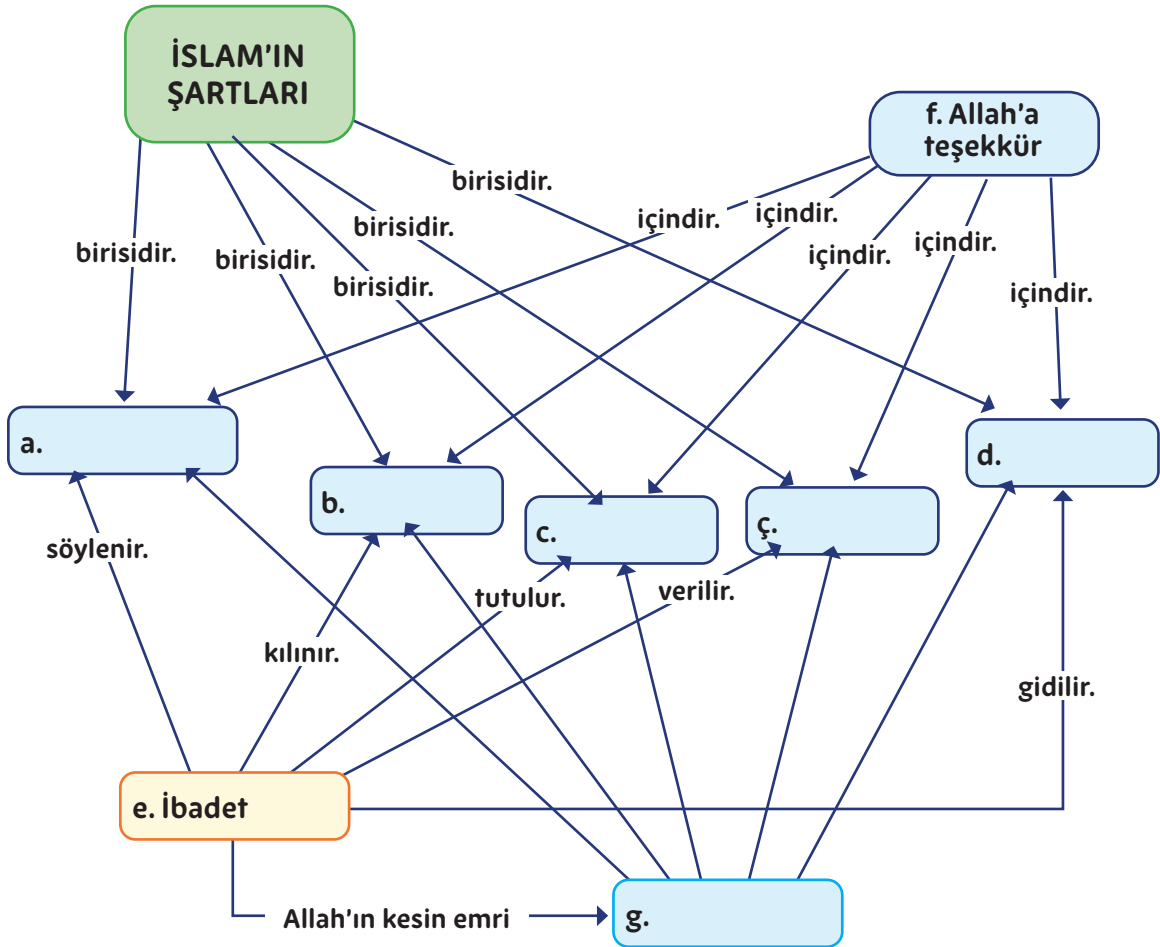 İSLAM'IN
ŞARTLARI
f. Allah'a
teşekkür
birisidir.
içindir.
içindir.
birisidir.
içindir.
birisidir.
birisidir.
içindir.
birisidir.
içindir.
a.
b.
c.
ç.
d.
söylenir.
tutulur.
verilir.
kılınır.
gidilir.
e. İbadet
Allah'ın kesin emri
g.